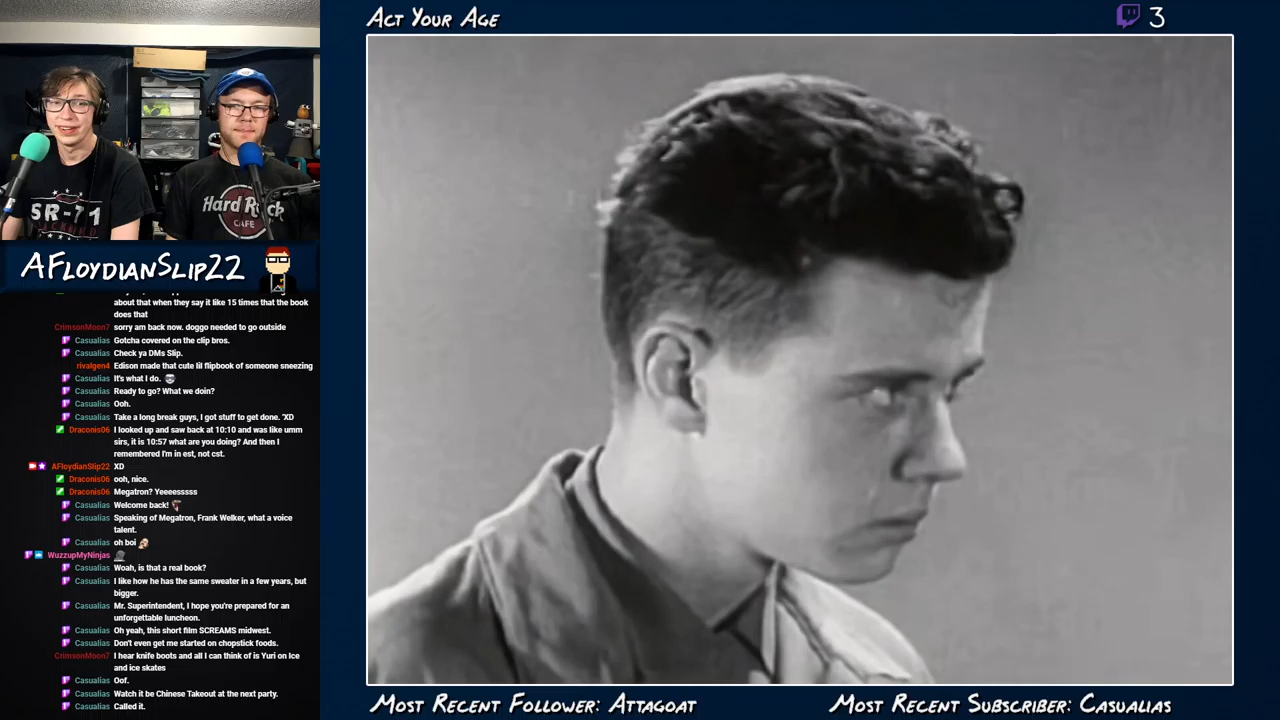 Act Your Age
3
SR-71
Hard Rock
CAFE
AFloydianSlip22
about that when they say it like 15 times that the book
does that
CrimsonMoon7 sorry am back now. doggo needed to go outside
Casualias Gotcha covered on the clip bros.
Casualias Check ya DMs Slip.
rivalgen4 Edison made that cute lil flipbook of someone sneezing
Casualias It's what I do.
Casualias Ready to go? What we doin?
Casualias Ooh.
Casualias Take a long break guys, I got stuff to get done. 'XD
Draconis06 I looked up and saw back at 10:10 and was like umm
sirs, it is 10:57 what are you doing? And then I
remembered I'm in est, not cst.
AFloydianSlip22 XD
Draconis06 ooh, nice.
Draconis06 Megatron? Yeeeesssss
Casualias Welcome back!
Casualias Speaking of Megatron, Frank Welker, what a voice
talent.
Casualias oh boi
WuzzupMyNinjas
Casualias Woah, is that a real book?
Casualias I like how he has the same sweater in a few years, but
bigger.
Casualias Mr. Superintendent, I hope you're prepared for an
unforgettable luncheon.
Casualias Oh yeah, this short film SCREAMS midwest.
Casualias Don't even get me started on chopstick foods.
CrimsonMoon7 I hear knife boots and all I can think of is Yuri on Ice
and ice skates
Casualias Oof.
Casualias Watch it be Chinese Takeout at the next party.
Casualias Called it.
Most Recent Follower: Attagoat
Most Recent Subscriber: Casualias